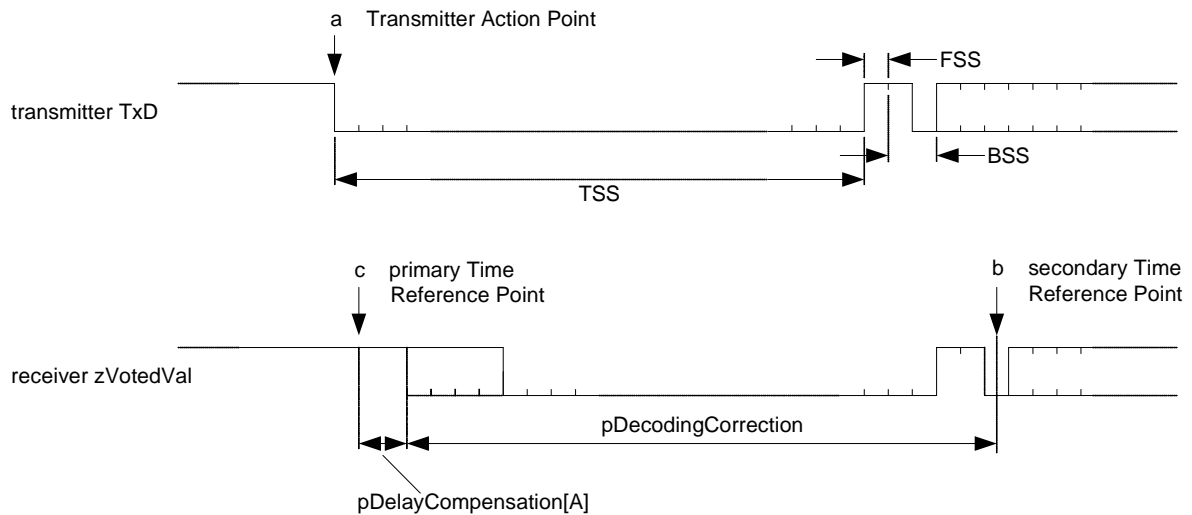 a Transmitter Action Point
FSS
transmitter TxD
BSS
TSS
c primary Time
Reference Point
b secondary Time
Reference Point
receiver zVotedVal
pDecodingCorrection
pDelayCompensation[A]